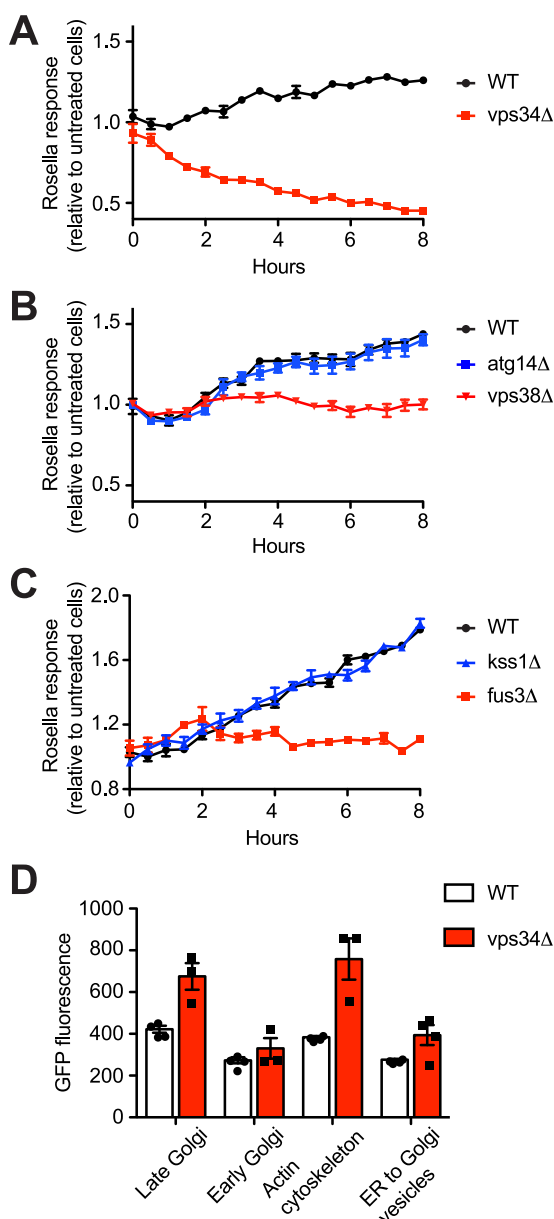 A
Rosella response
(relative to untreated cells)
1.5
1.0
0.5
0
2
4
6
8
Hours
WT
vps34Δ
B
Rosella response
(relative to untreated cells)
1.5
1.0
0.5
0
2
4
6
8
Hours
WT
atg14Δ
vps38Δ
C
Rosella response
(relative to untreated cells)
2.0
1.6
1.2
0.8
0
2
4
6
8
Hours
WT
kss1Δ
fus3Δ
D
GFP fluorescence
1000
800
600
400
200
0
Late Golgi
Early Golgi
Actin
cytoskeleton
ER to Golgi
vesicles
WT
vps34Δ